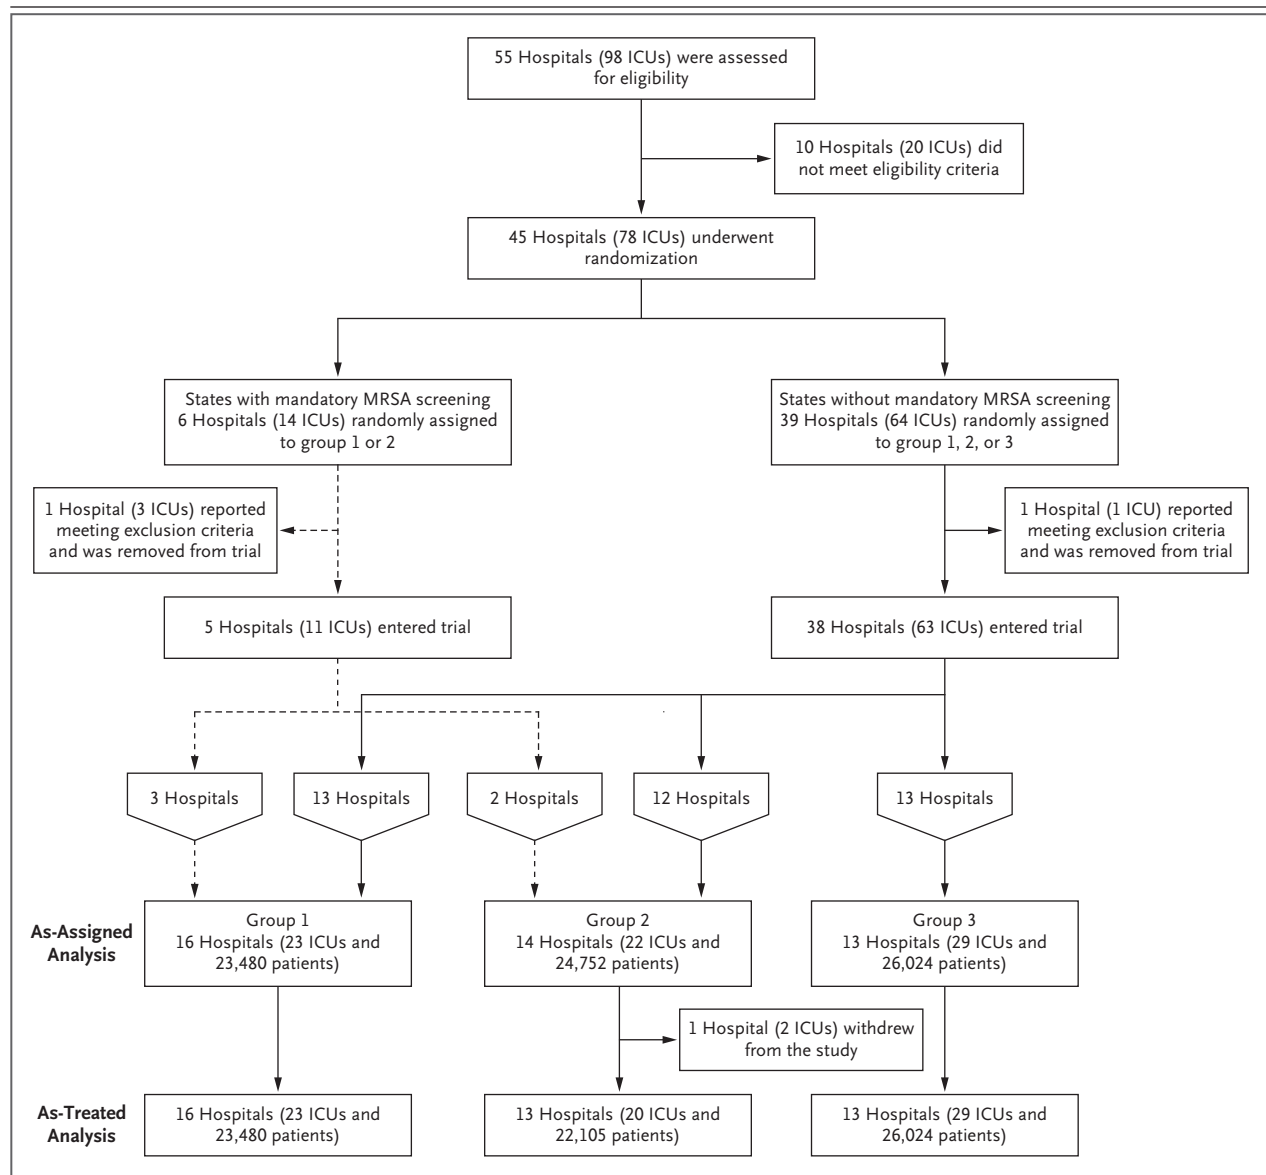 55 Hospitals (98 ICUs) were assessed
for eligibility
10 Hospitals (20 ICUs) did
not meet eligibility criteria
45 Hospitals (78 ICUs) underwent
randomization
States with mandatory MRSA screening
6 Hospitals (14 ICUs) randomly assigned
to group 1 or 2
States without mandatory MRSA screening
39 Hospitals (64 ICUs) randomly assigned
to group 1, 2, or 3
1 Hospital (3 ICUs) reported
meeting exclusion criteria
and was removed from trial
1 Hospital (1 ICU) reported
meeting exclusion criteria
and was removed from trial
5 Hospitals (11 ICUs) entered trial
38 Hospitals (63 ICUs) entered trial
3 Hospitals
13 Hospitals
2 Hospitals
12 Hospitals
13 Hospitals
As-Assigned
Analysis
Group 1
16 Hospitals (23 ICUs and
23,480 patients)
Group 2
14 Hospitals (22 ICUs and
24,752 patients)
Group 3
13 Hospitals (29 ICUs and
26,024 patients)
1 Hospital (2 ICUs) withdrew
from the study
As-Treated
Analysis
16 Hospitals (23 ICUs and
23,480 patients)
13 Hospitals (20 ICUs and
22,105 patients)
13 Hospitals (29 ICUs and
26,024 patients)